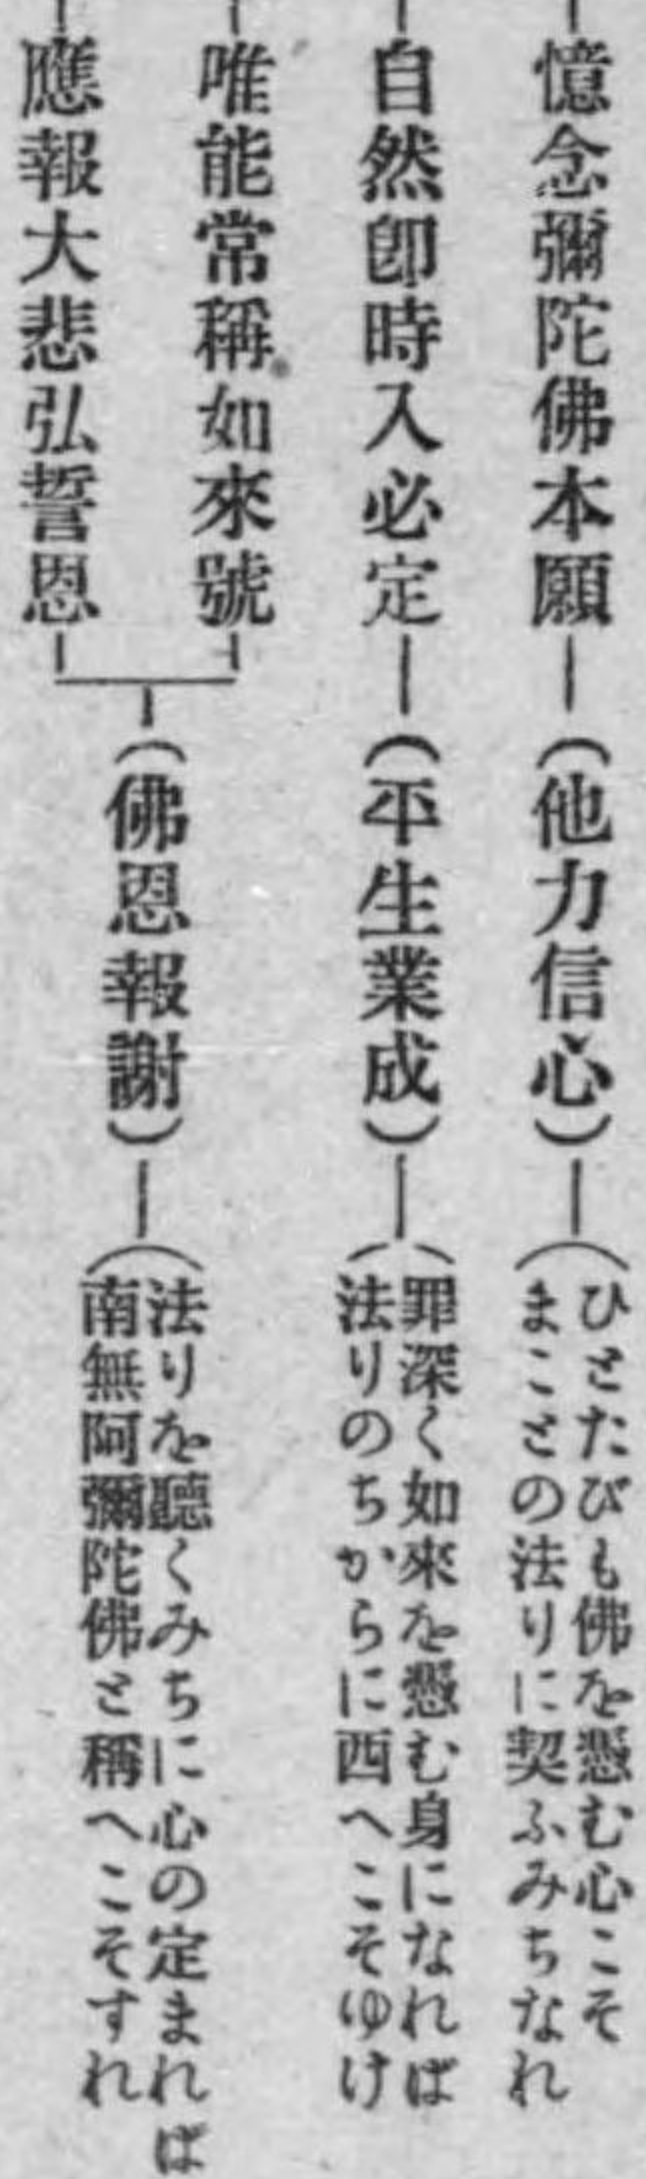 憶念彌陀佛本願
(他力信心)
ひとたびも佛を憑む心こそ
まことの法りに契ふみちなれ
自然卽時入必定
(平生業成)
罪深く如來を憑む身になれば
法りのちからに西へこそゆけ
唯能常稱如來號
應報大悲弘誓恩
(佛恩報謝)
法りを聽くみちに心の定まれば
南無阿彌陀佛と稱へこそすれ